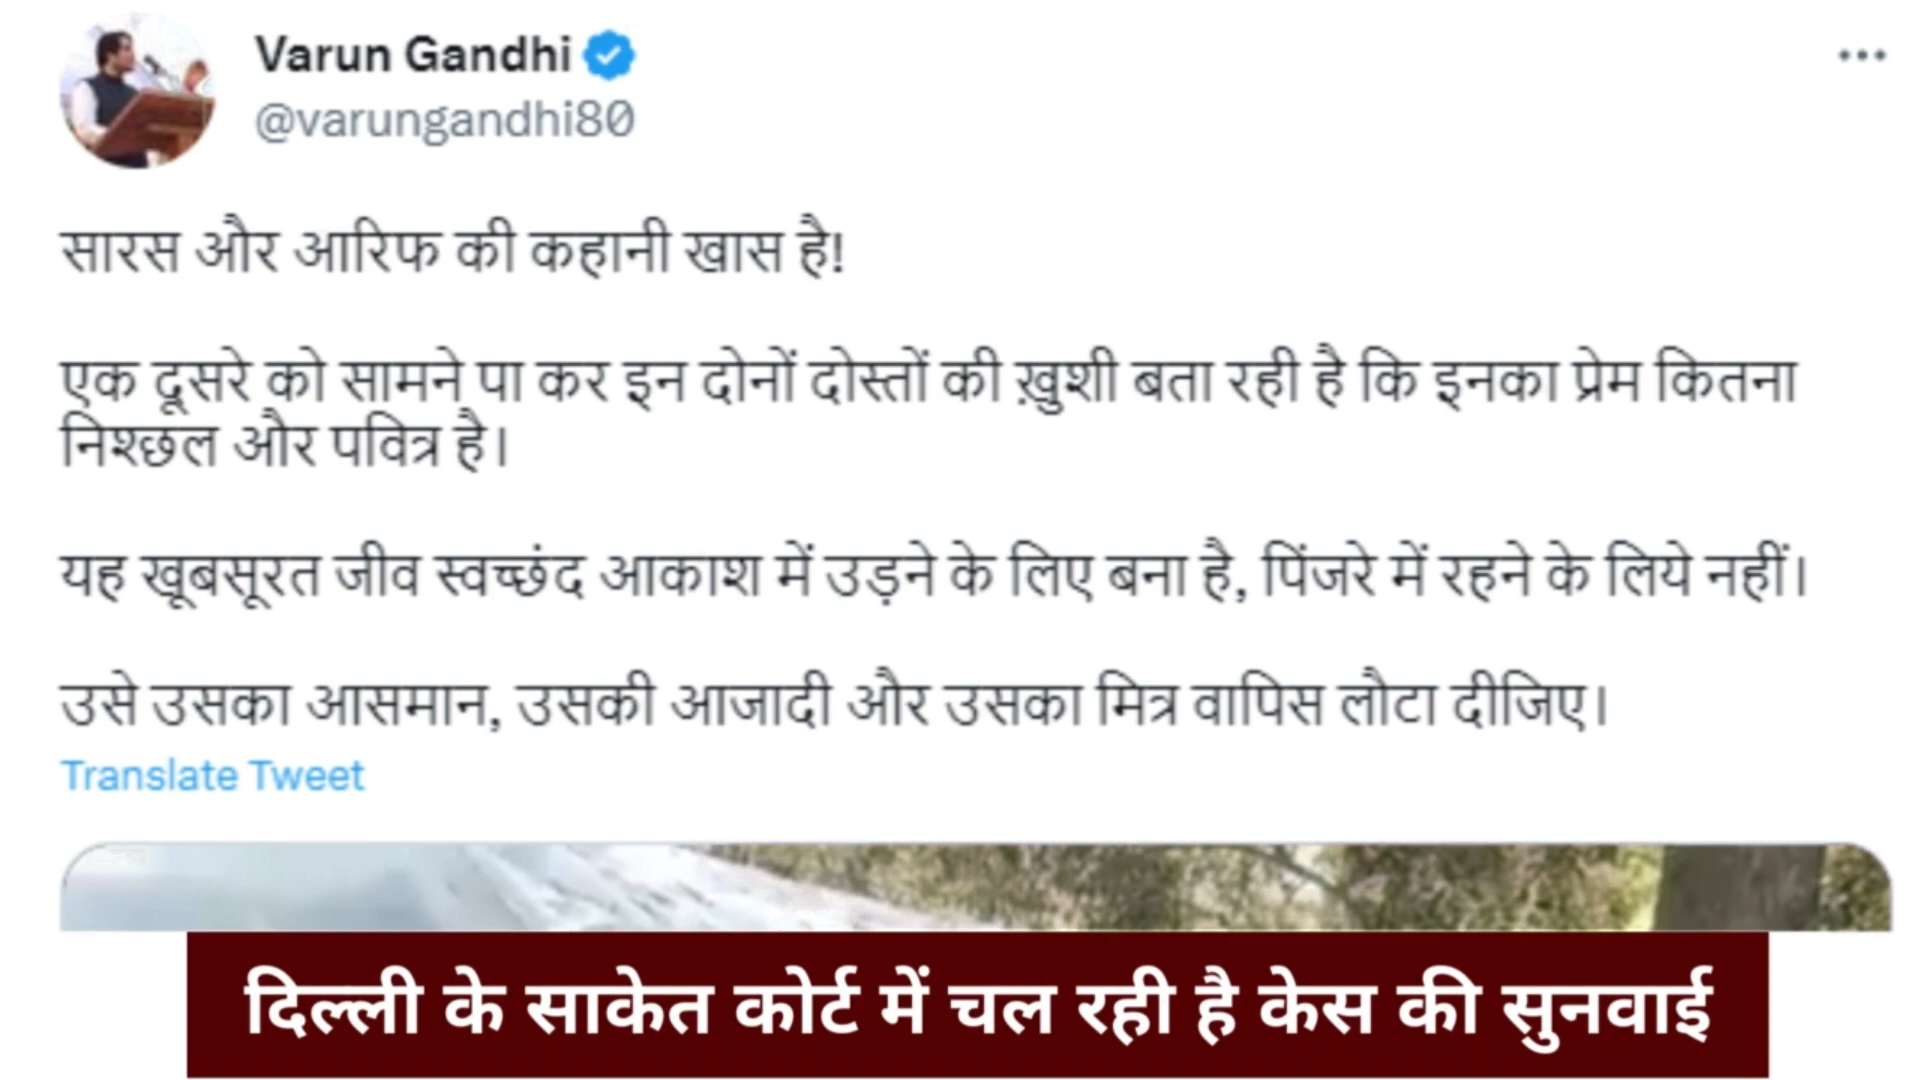 Varun Gandhi
@varungandhi80
सारस और आरिफ की कहानी खास है!
एक दूसरे को सामने पा कर इन दोनों दोस्तों की ख़ुशी बता रही है कि इनका प्रेम कितना
निश्छल और पवित्र है।
यह खूबसूरत जीव स्वच्छंद आकाश में उड़ने के लिए बना है, पिंजरे में रहने के लिये नहीं।
उसे उसका आसमान, उसकी आजादी और उसका मित्र वापिस लौटा दीजिए।
Translate Tweet
दिल्ली के साकेत कोर्ट में चल रही है केस की सुनवाई